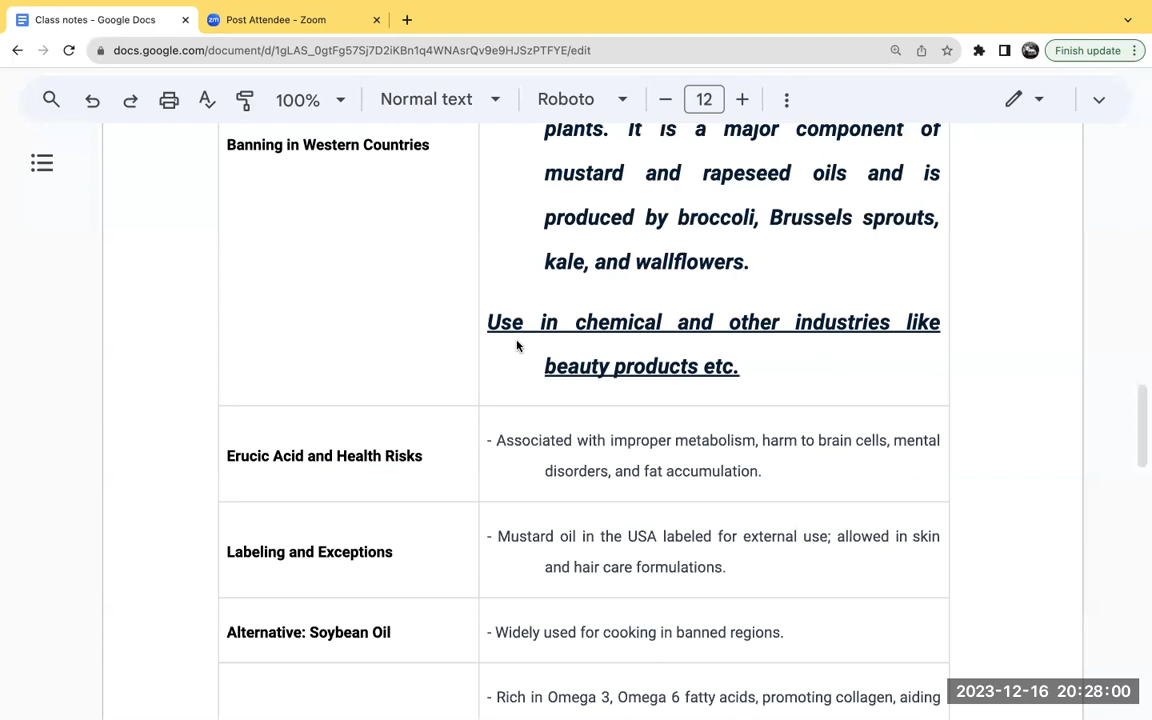 Class notes - Google Docs
Post Attendee - Zoom
docs.google.com/document/d/1gLAS_0gtFg57Sj7D2iKBn1q4WNAsrQv9e9HJSzPTFYE/edit
Finish update
100%
Normal text
Roboto
12
Banning in Western Countries
plants. It is a major component of
mustard and rapeseed oils and is
produced by broccoli, Brussels sprouts,
kale, and wallflowers.
Use in chemical and other industries like
beauty products etc.
Erucic Acid and Health Risks
- Associated with improper metabolism, harm to brain cells, mental
disorders, and fat accumulation.
Labeling and Exceptions
- Mustard oil in the USA labeled for external use; allowed in skin
and hair care formulations.
Alternative: Soybean Oil
- Widely used for cooking in banned regions.
- Rich in Omega 3, Omega 6 fatty acids, promoting collagen, aiding
2023-12-16 20:28:00